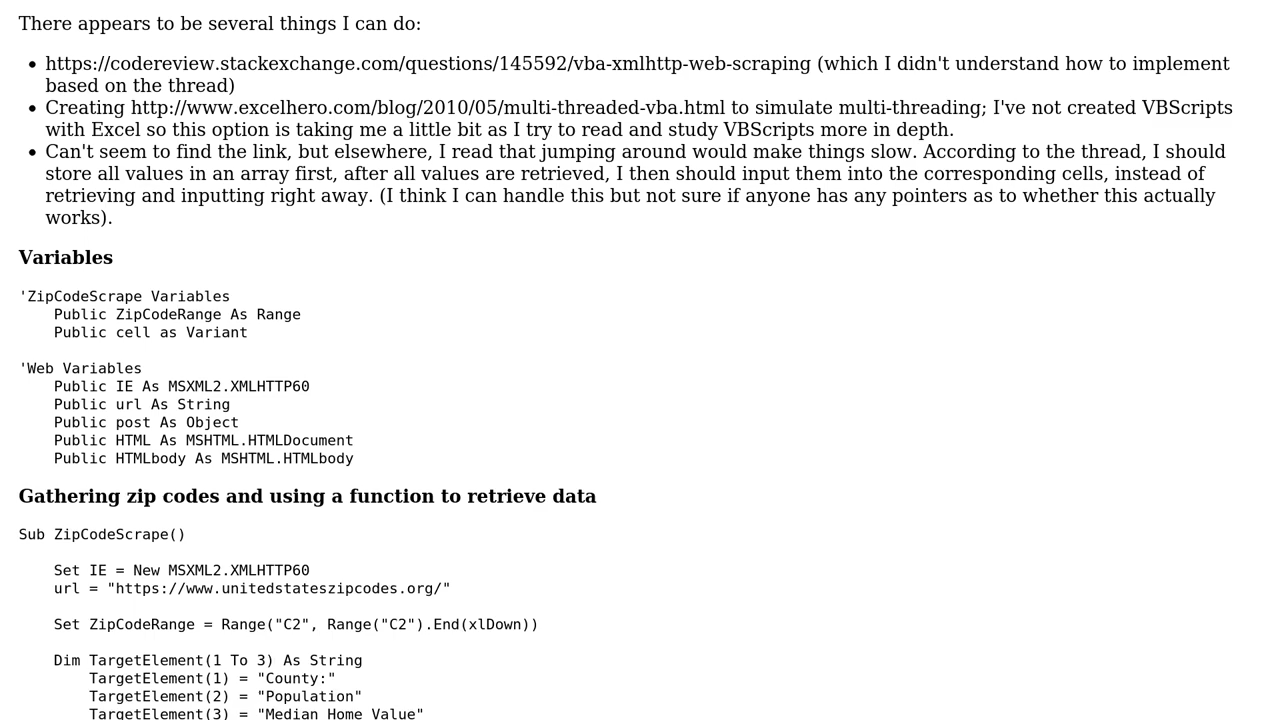 There appears to be several things I can do:
• https://codereview.stackexchange.com/questions/145592/vba-xmlhttp-web-scraping (which I didn't understand how to implement
based on the thread)
• Creating http://www.excelhero.com/blog/2010/05/multi-threaded-vba.html to simulate multi-threading; I've not created VBScripts
with Excel so this option is taking me a little bit as I try to read and study VBScripts more in depth.
• Can't seem to find the link, but elsewhere, I read that jumping around would make things slow. According to the thread, I should
store all values in an array first, after all values are retrieved, I then should input them into the corresponding cells, instead of
retrieving and inputting right away. (I think I can handle this but not sure if anyone has any pointers as to whether this actually
works).
Variables
'ZipCodeScrape Variables
    Public ZipCodeRange As Range
    Public cell as Variant
'Web Variables
    Public IE As MSXML2.XMLHTTP60
    Public url As String
    Public post As Object
    Public HTML As MSHTML.HTMLDocument
    Public HTMLbody As MSHTML.HTMLbody
Gathering zip codes and using a function to retrieve data
Sub ZipCodeScrape()
    Set IE = New MSXML2.XMLHTTP60
    url = "https://www.unitedstateszipcodes.org/"
    Set ZipCodeRange = Range("C2", Range("C2").End(xlDown))
    Dim TargetElement(1 To 3) As String
        TargetElement(1) = "County:"
        TargetElement(2) = "Population"
        TargetElement(3) = "Median Home Value"